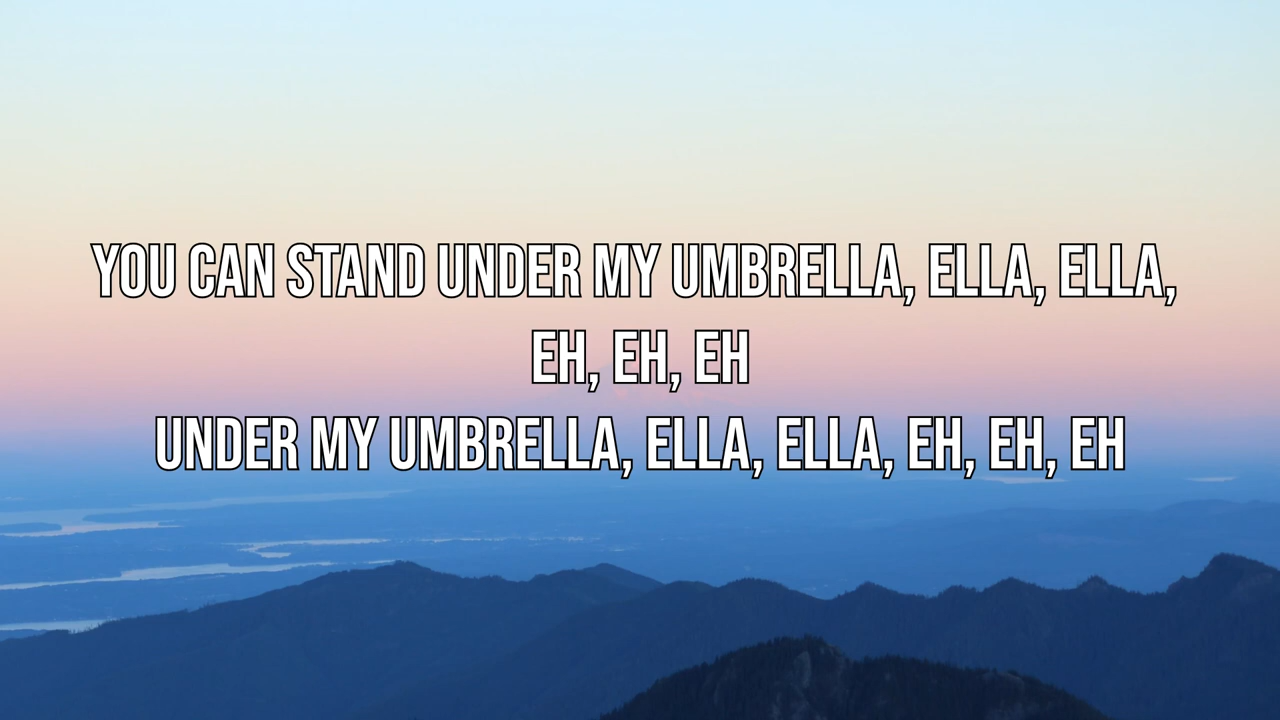 YOU CAN STAND UNDER MY UMBRELLA, ELLA, ELLA,
EH, EH, EH
UNDER MY UMBRELLA, ELLA, ELLA, EH, EH, EH